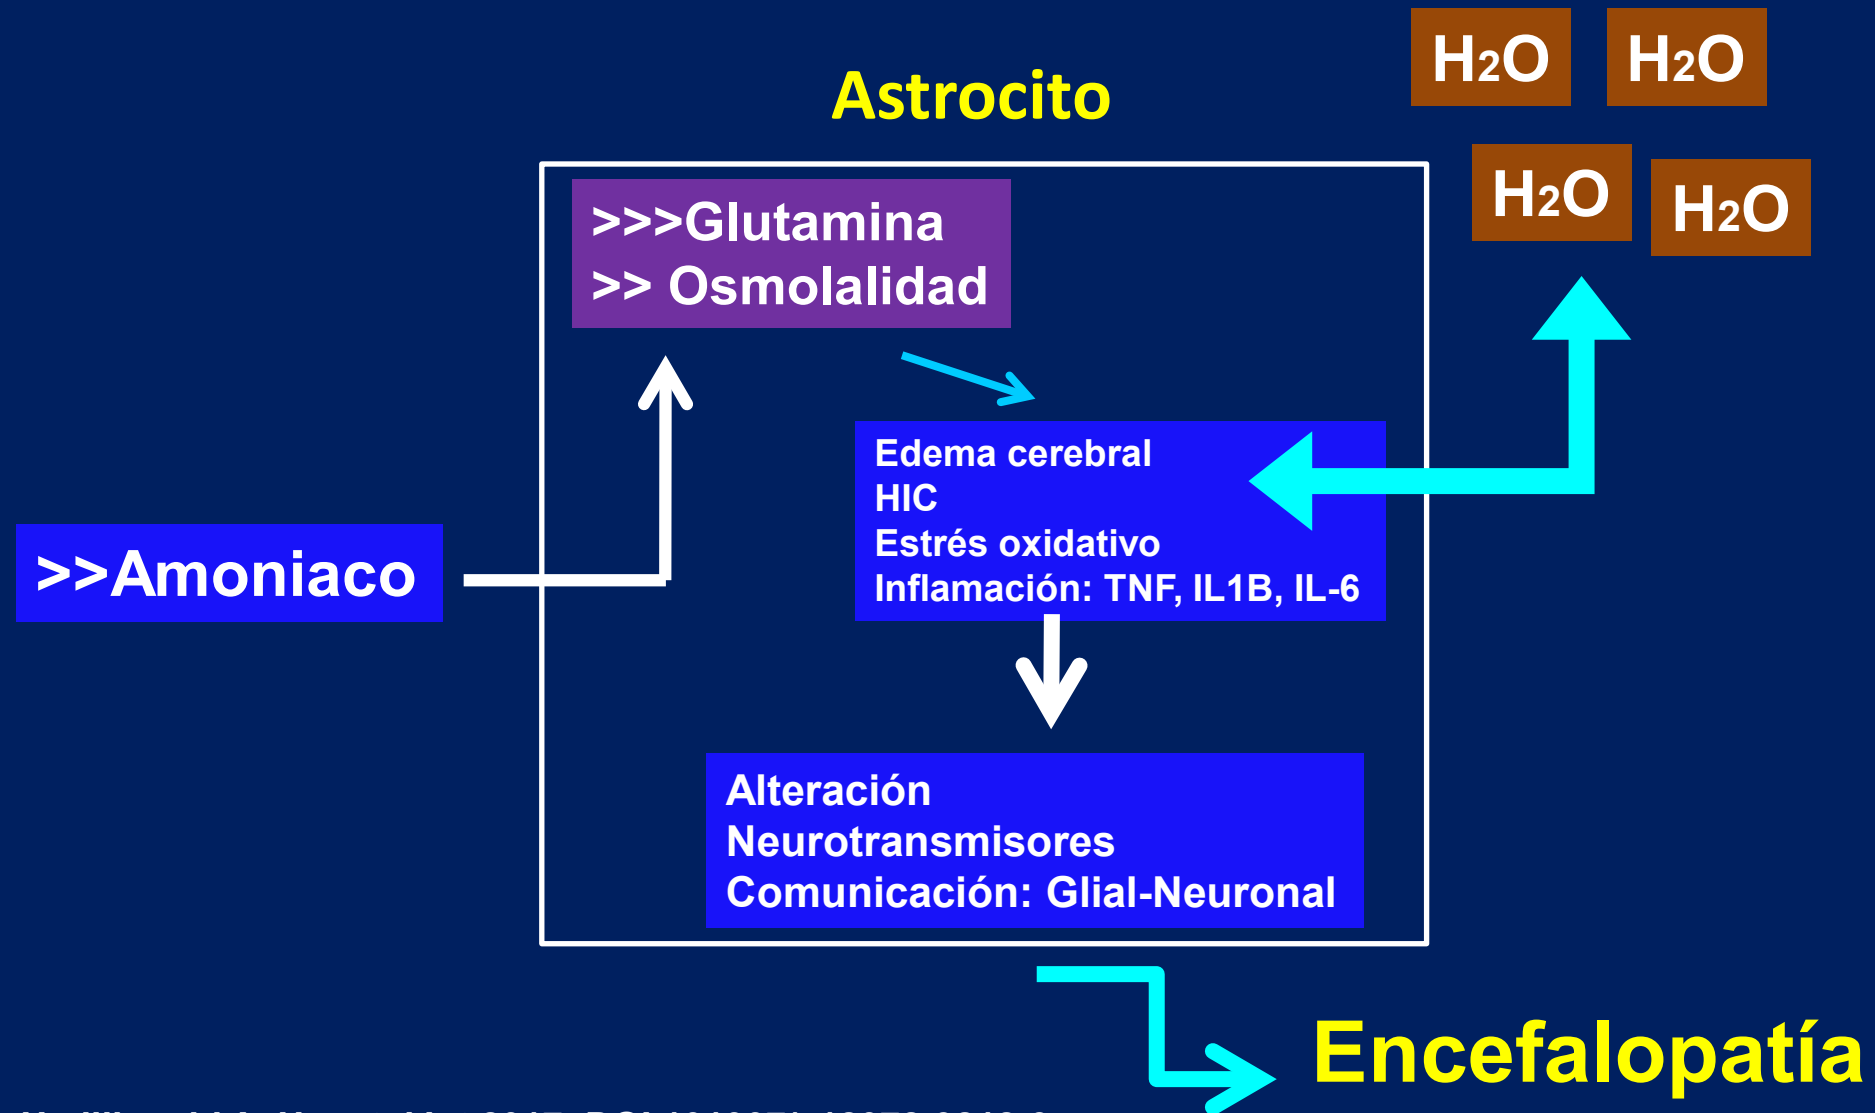 H2O H2O
Astrocito
H2O H2O
>>>Glutamina
>> Osmolalidad
Edema cerebral
HIC
Estrés oxidativo
Inflamación: TNF, IL1B, IL-6
>>Amoniaco
Alteración
Neurotransmisores
Comunicación: Glial-Neuronal
Encefalopatía